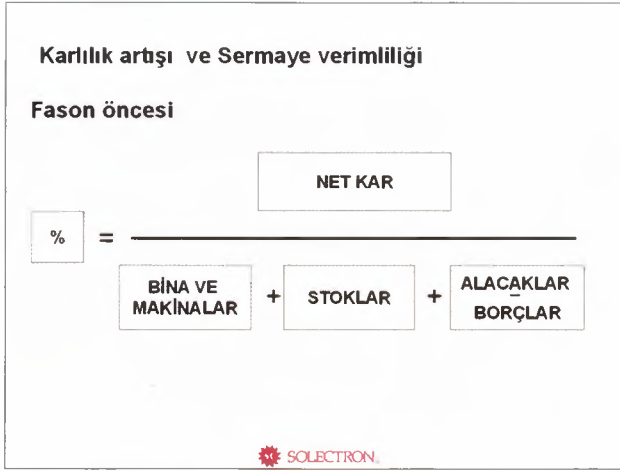 Karlılık artışı ve Sermaye verimliliği
Fason öncesi
NET KAR
% =
BİNA VE
MAKİNALAR
+
STOKLAR
+
ALACAKLAR
–
BORÇLAR
SOLECTRON